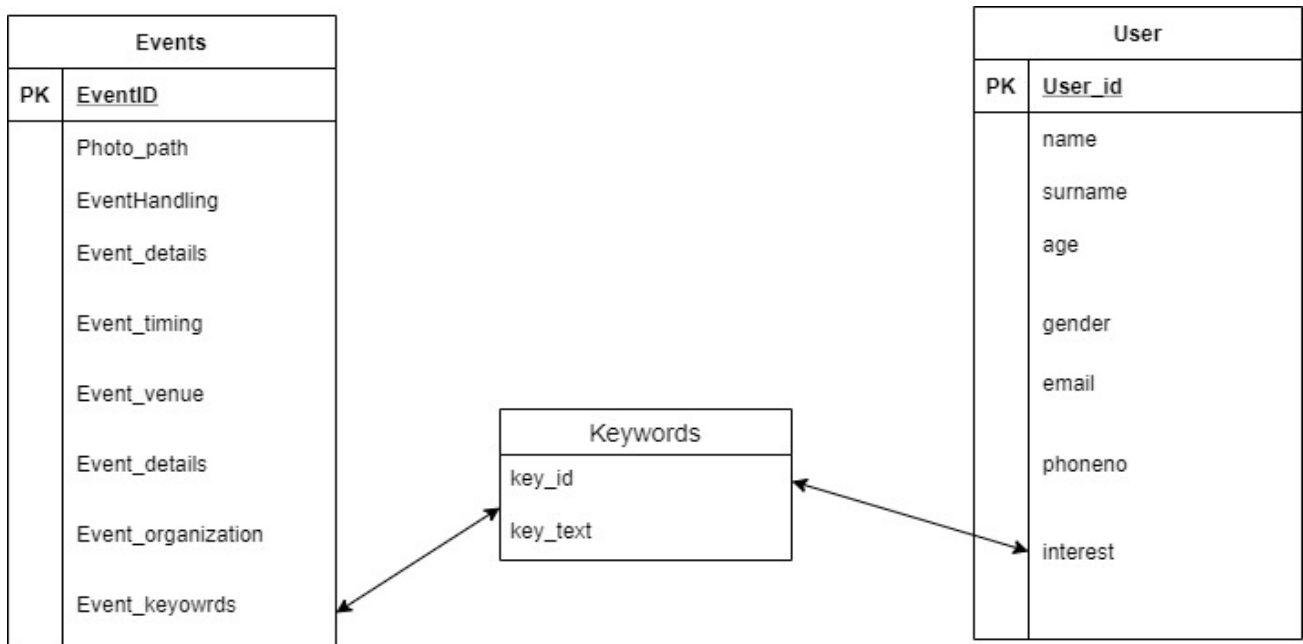 Events
PK EventID
Photo_path
EventHandling
Event_details
Event_timing
Event_venue
Event_details
Event_organization
Event_keyowrds
Keywords
key_id
key_text
User
PK User_id
name
surname
age
gender
email
phoneno
interest